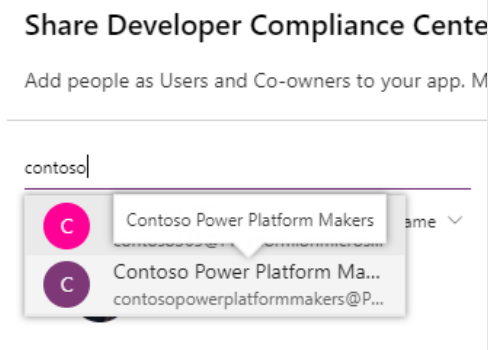 Share Developer Compliance Cente
Add people as Users and Co-owners to your app. M
contoso
C
Contoso Power Platform Makers
ame
C
Contoso Power Platform Ma...
contosopowerplatformmakers@P...